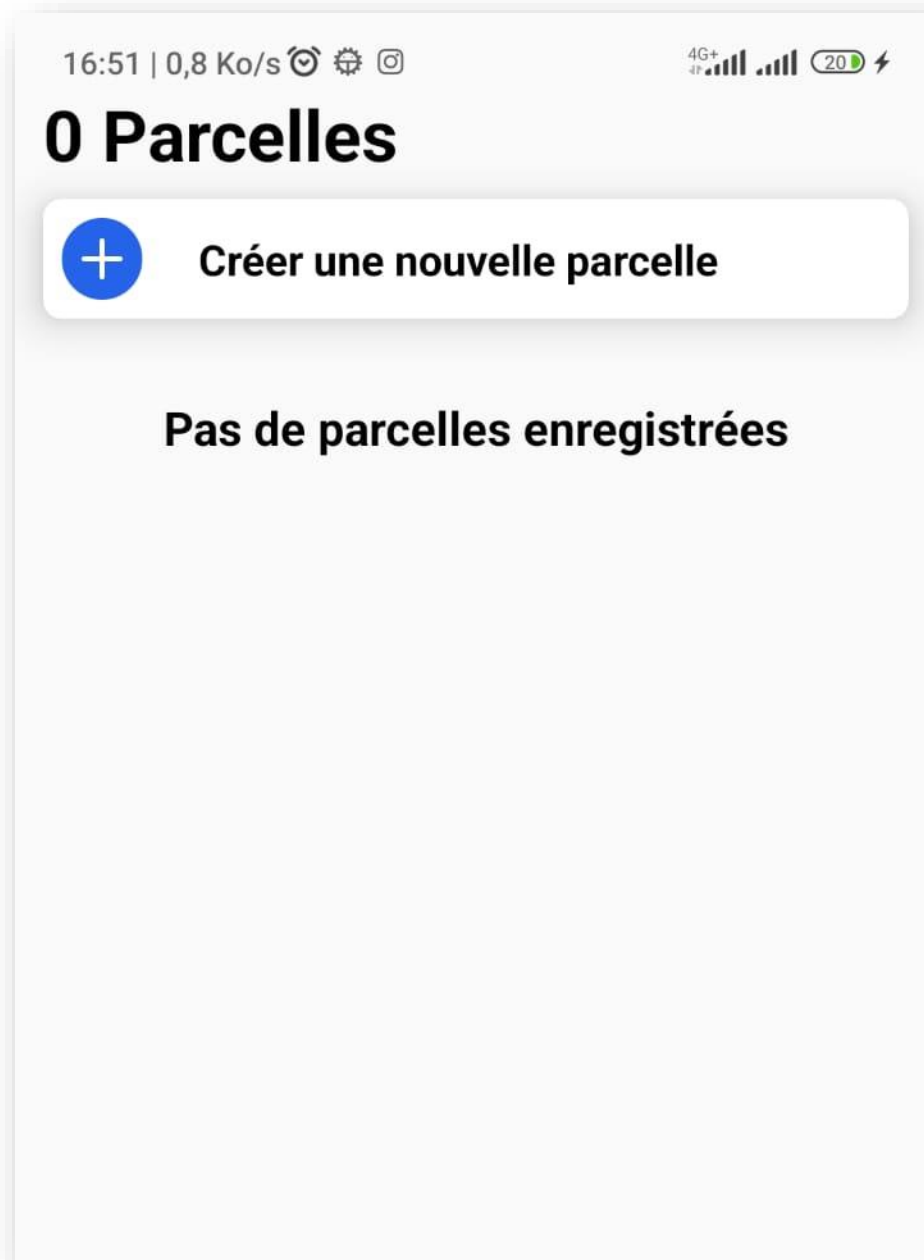 16:51 | 0,8 Ko/s 4G+ 20
0 Parcelles
Créer une nouvelle parcelle
Pas de parcelles enregistrées